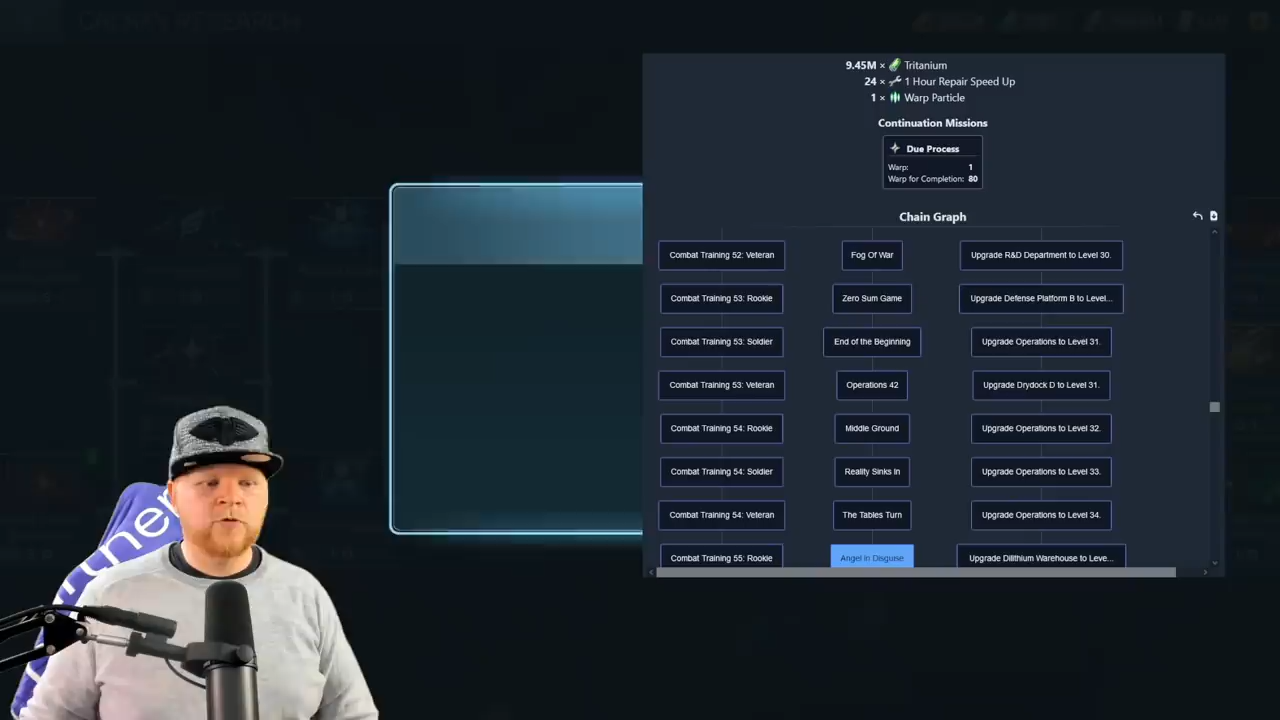 9.45M × Tritanium
24 × 1 Hour Repair Speed Up
1 × Warp Particle
Continuation Missions
Due Process
Warp: 1
Warp for Completion: 80
Chain Graph
Combat Training 52: Veteran
Fog Of War
Upgrade R&D Department to Level 30.
Combat Training 53: Rookie
Zero Sum Game
Upgrade Defense Platform B to Level...
Combat Training 53: Soldier
End of the Beginning
Upgrade Operations to Level 31.
Combat Training 53: Veteran
Operations 42
Upgrade Drydock D to Level 31.
Combat Training 54: Rookie
Middle Ground
Upgrade Operations to Level 32.
Combat Training 54: Soldier
Reality Sinks In
Upgrade Operations to Level 33.
Combat Training 54: Veteran
The Tables Turn
Upgrade Operations to Level 34.
Combat Training 55: Rookie
Angel in Disguise
Upgrade Dilithium Warehouse to Leve...